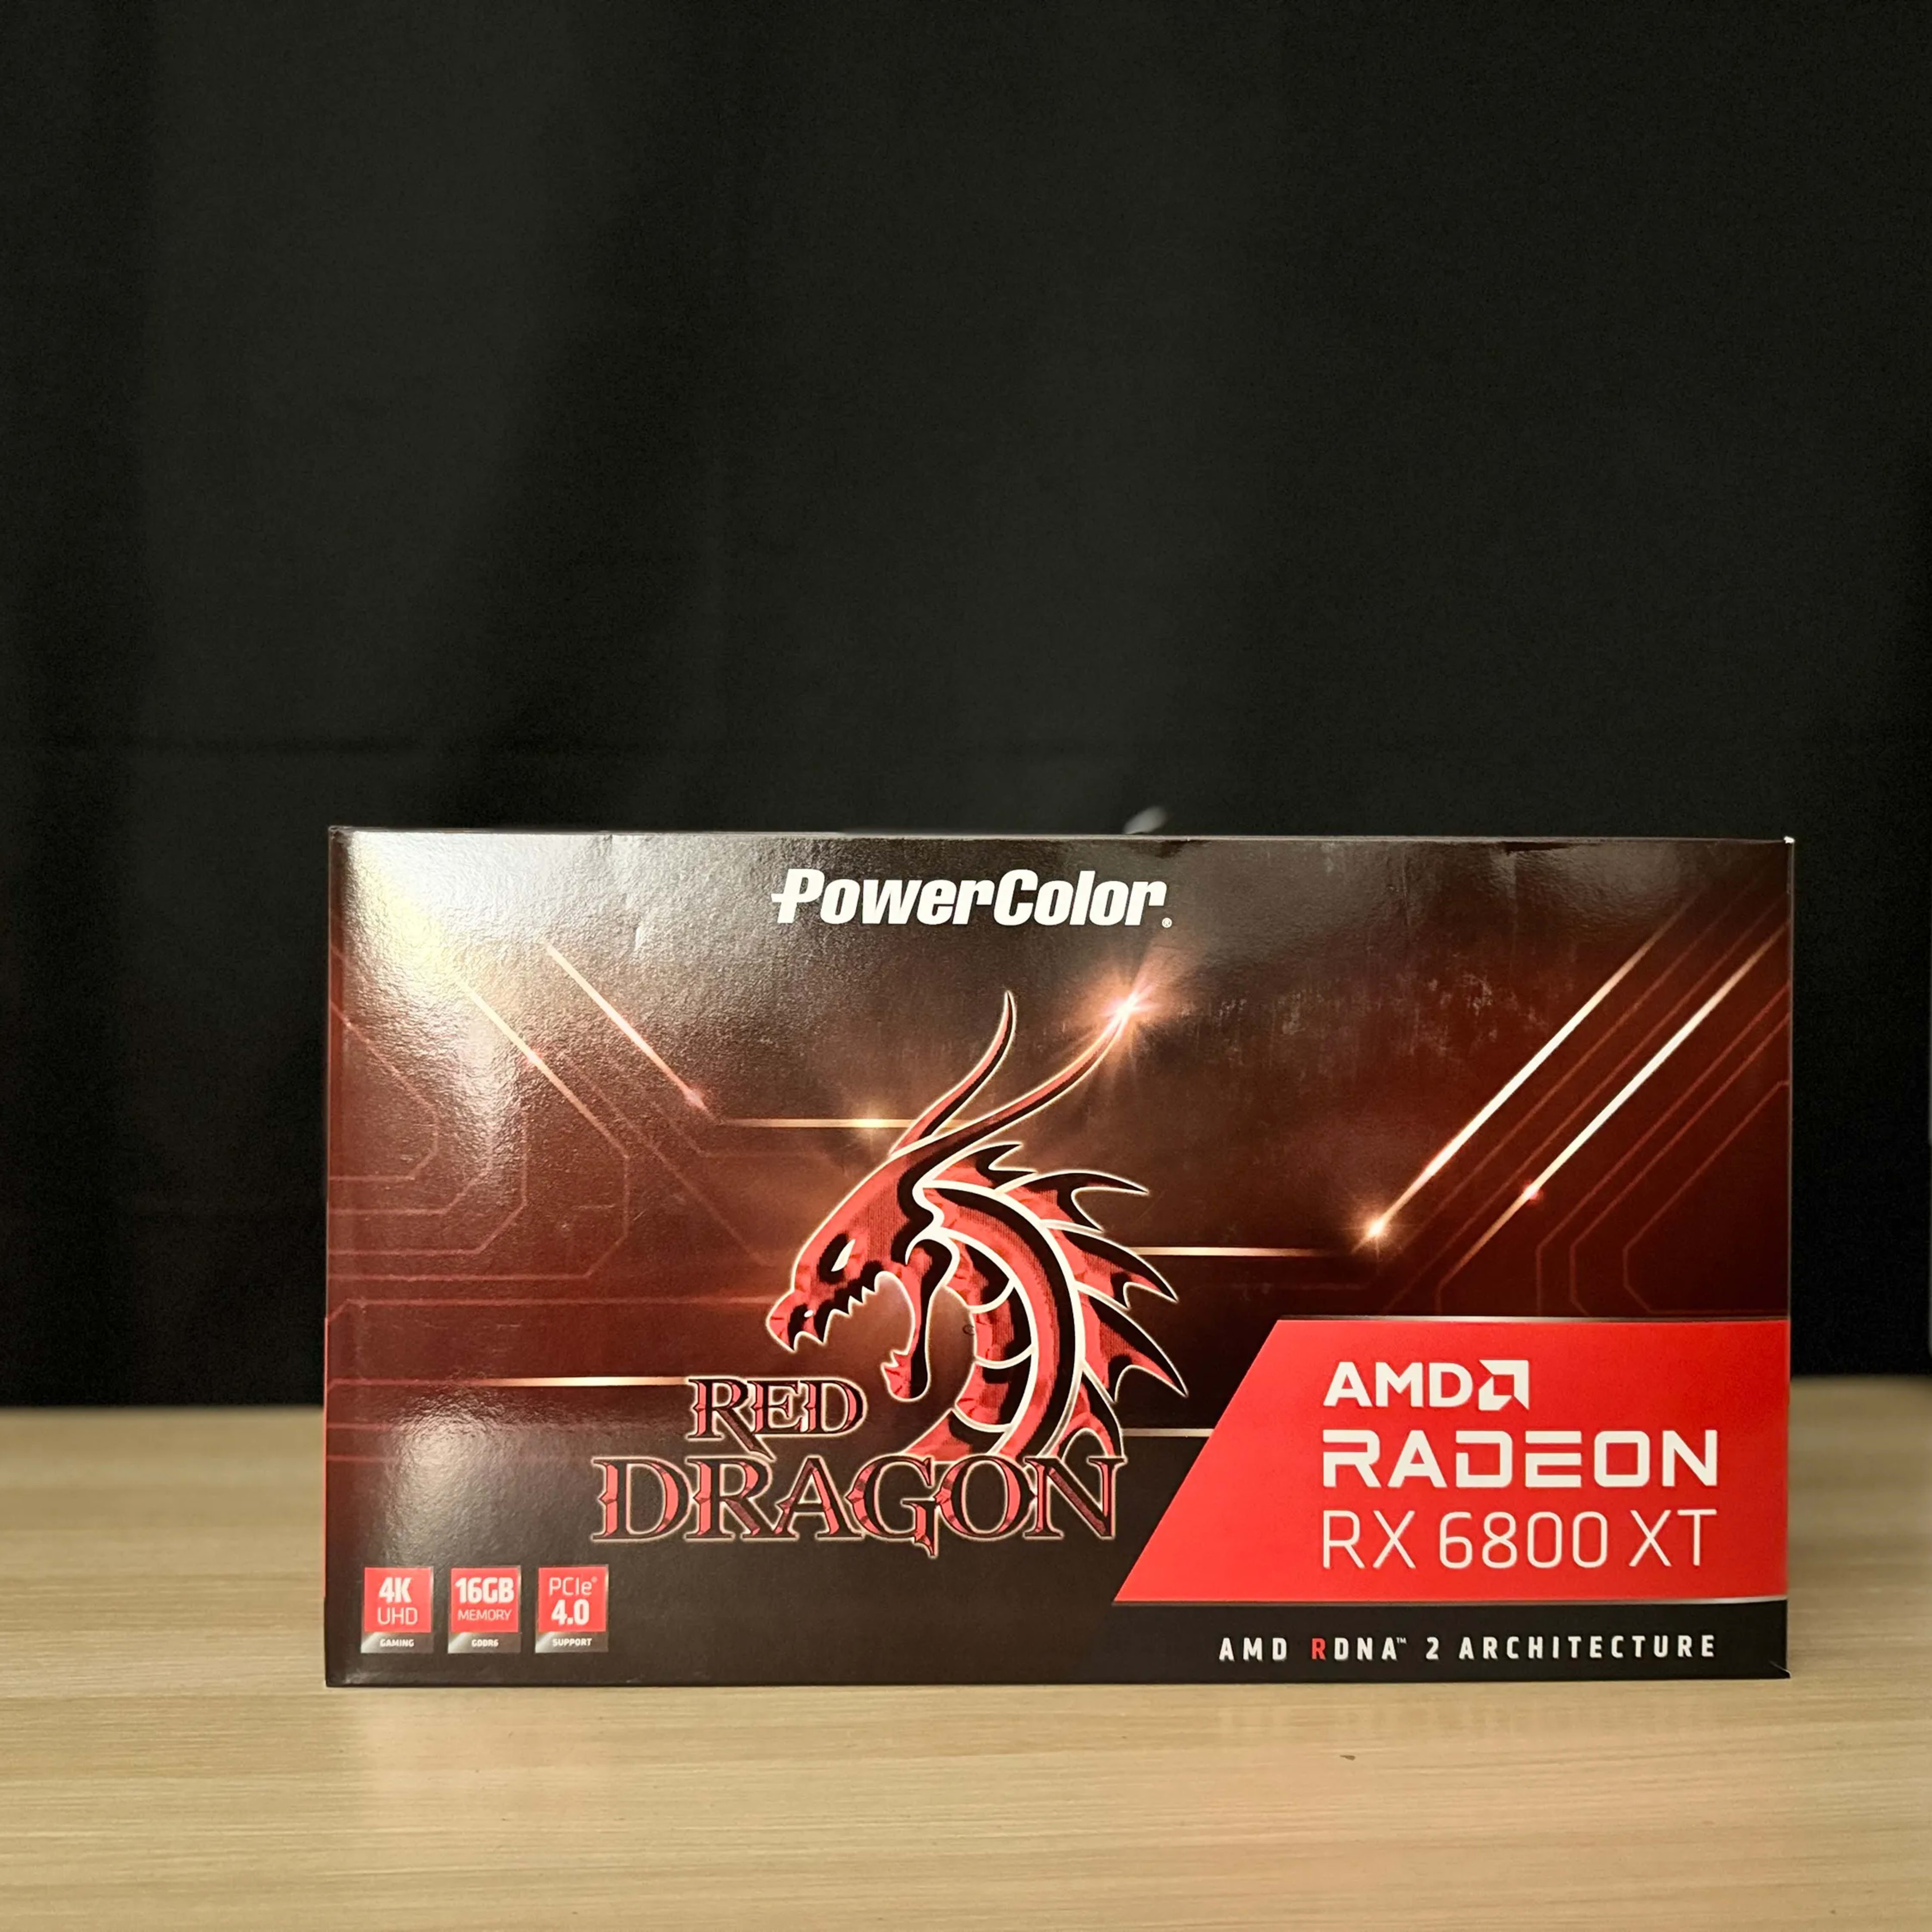 PowerColor®
RED
DRAGON
AMD
RADEON
RX 6800 XT
4K
UHD
GAMING
16GB
MEMORY
GDDR6
PCIe®
4.0
SUPPORT
AMD RDNA™ 2 ARCHITECTURE